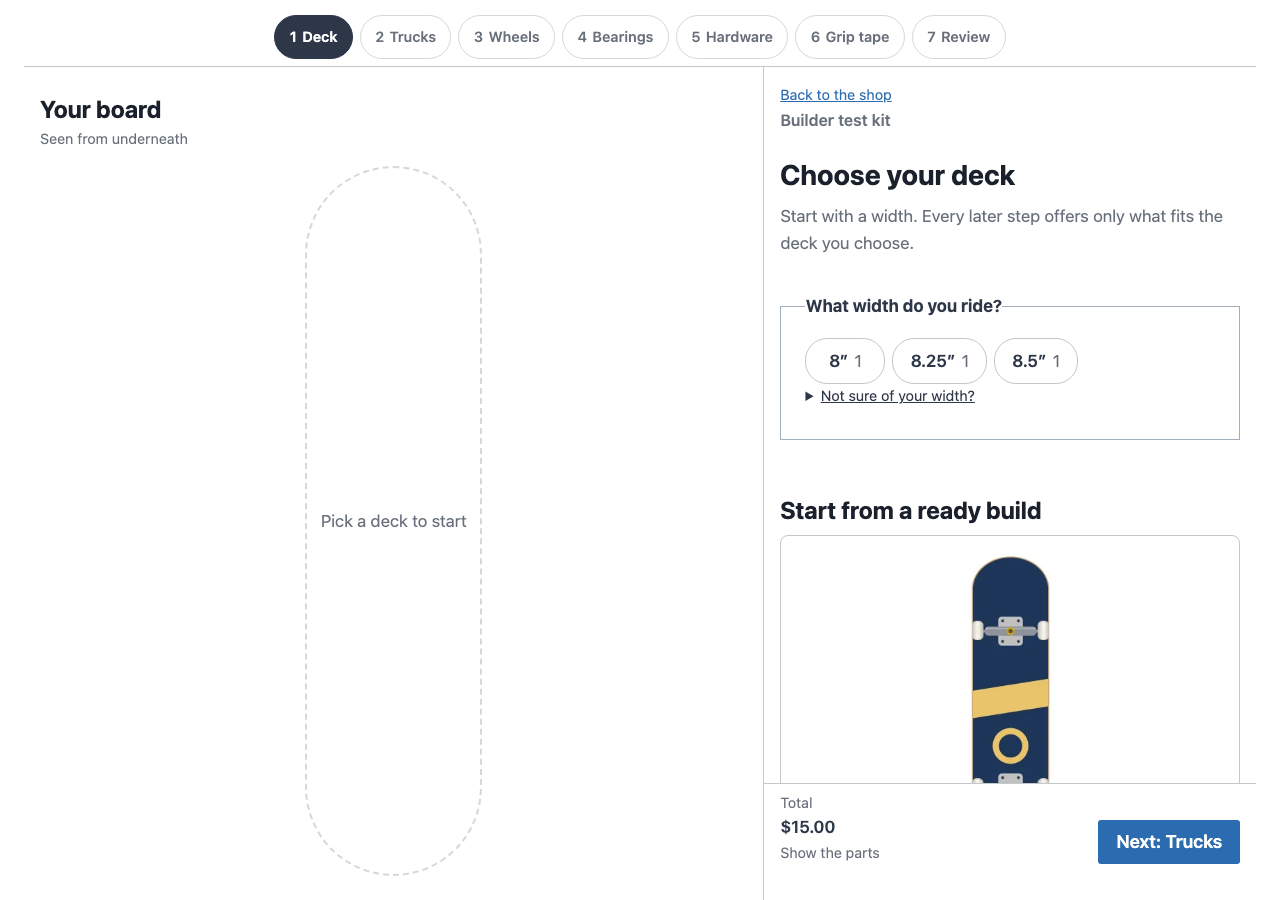 1 Deck
2 Trucks
3 Wheels
4 Bearings
5 Hardware
6 Grip tape
7 Review
Your board
Seen from underneath
Pick a deck to start
Back to the shop
Builder test kit
Choose your deck
Start with a width. Every later step offers only what fits the
deck you choose.
What width do you ride?
8” 1
8.25” 1
8.5” 1
Not sure of your width?
Start from a ready build
Total
$15.00
Show the parts
Next: Trucks